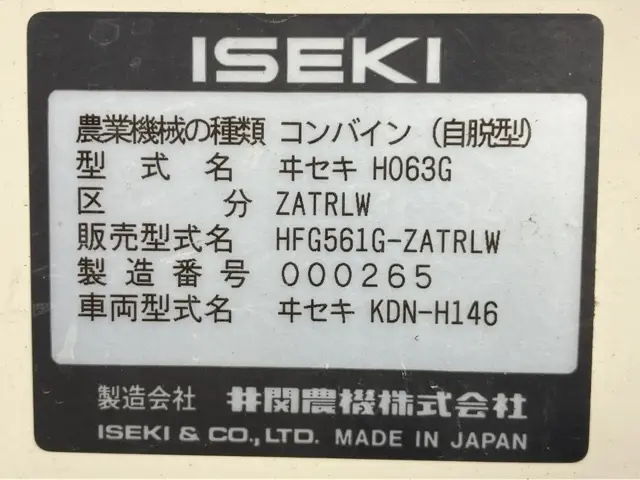 ISEKI
農業機械の種類 コンバイン (自脱型)
型式名 ヰセキ HO63G
区分 ZATRLW
販売型式名 HFG561G-ZATRLW
製造番号 000265
車両型式名 ヰセキ KDN-H146
製造会社 井関農機株式会社
ISEKI & CO.,LTD. MADE IN JAPAN